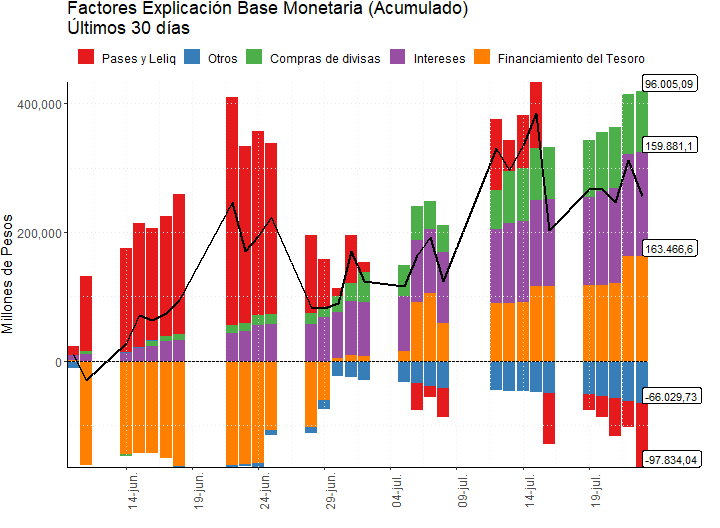 Factores Explicación Base Monetaria (Acumulado)
Últimos 30 días
Pases y Leliq Otros Compras de divisas Intereses Financiamiento del Tesoro
Millones de Pesos
400,000
200,000
0
96.005,09
159.881,1
163.466,6
-66.029,73
-97.834,04
14-jun.
19-jun.
24-jun.
29-jun.
04-jul.
09-jul.
14-jul.
19-jul.